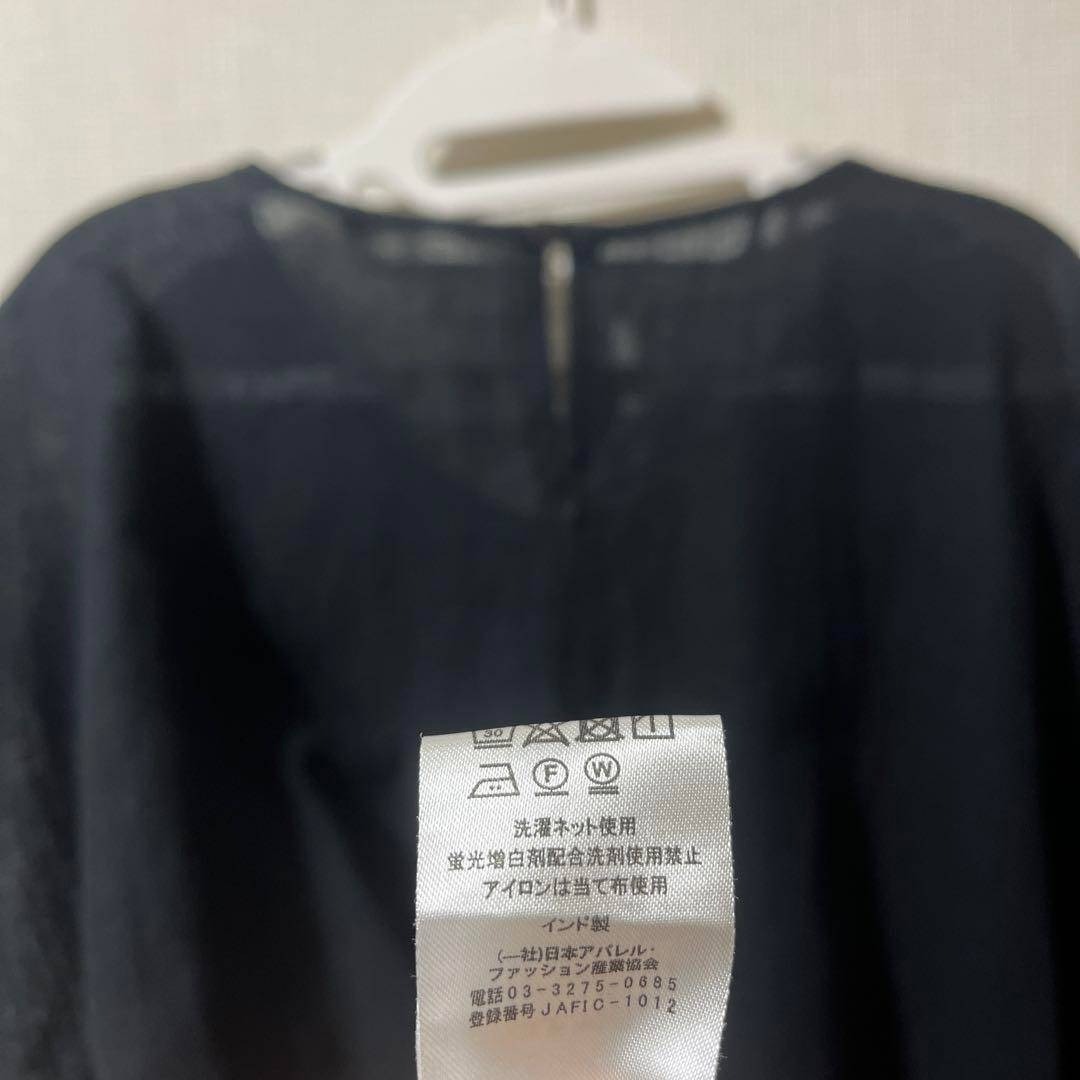 30
F W
洗濯ネット使用
蛍光増白剤配合洗剤使用禁止
アイロンは当て布使用
インド製
(一社)日本アパレル・
ファッション産業協会
電話03-3275-0685
登録番号JAFIC-1012